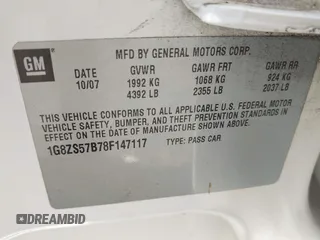 GM
MFD BY GENERAL MOTORS CORP.
DATE GVWR GAWR FRT GAWR RR
10/07 1992 KG 1068 KG 924 KG
4392 LB 2355 LB 2037 LB
THIS VEHICLE CONFORMS TO ALL APPLICABLE U.S. FEDERAL MOTOR
VEHICLE SAFETY, BUMPER, AND THEFT PREVENTION STANDARDS
IN EFFECT ON THE DATE OF MANUFACTURE SHOWN ABOVE.
1G8ZS57B78F147117 TYPE: PASS CAR
DREAMBID